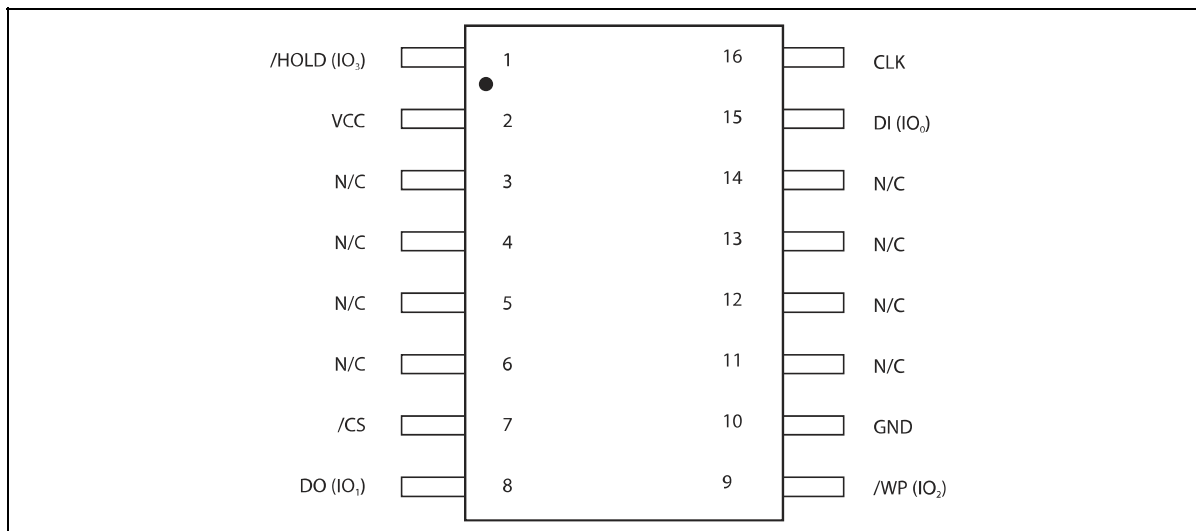 /HOLD (IO₃) 1 16 CLK
VCC 2 15 DI (IO₀)
N/C 3 14 N/C
N/C 4 13 N/C
N/C 5 12 N/C
N/C 6 11 N/C
/CS 7 10 GND
DO (IO₁) 8 9 /WP (IO₂)